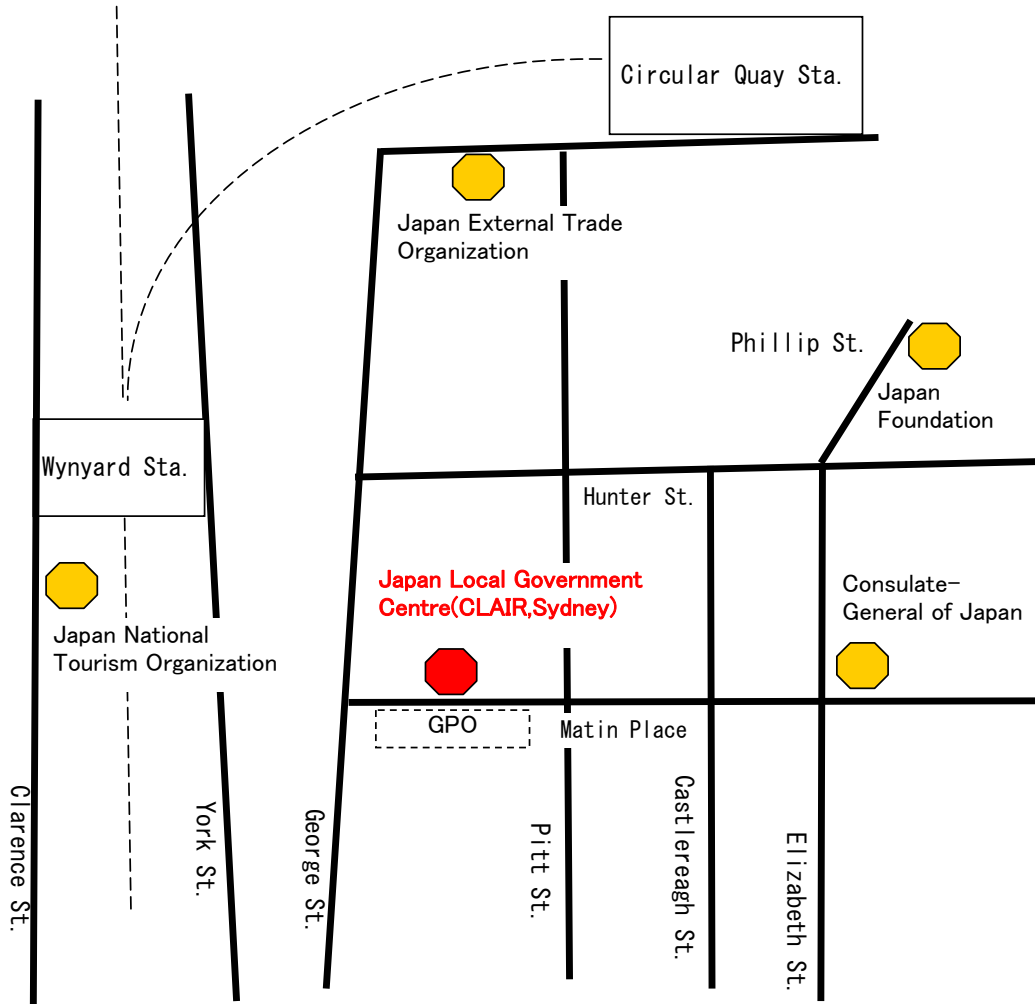 Circular Quay Sta.
Japan External Trade
Organization
Phillip St.
Japan
Foundation
Wynyard Sta.
Hunter St.
Japan Local Government
Centre(CLAIR,Sydney)
Consulate-
General of Japan
Japan National
Tourism Organization
GPO
Matin Place
Clarence St.
York St.
George St.
Pitt St.
Castlereagh St.
Elizabeth St.